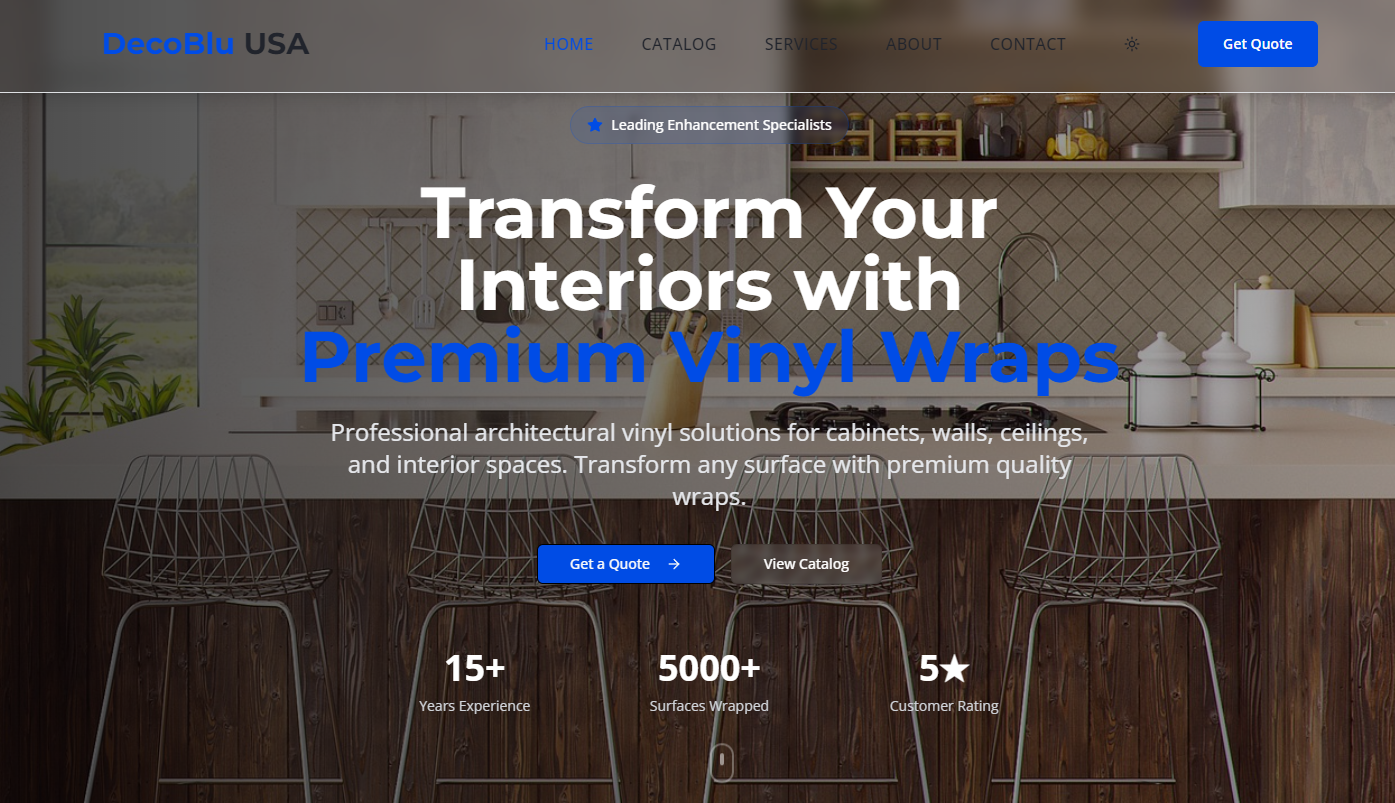 DecoBlu USA
HOME
CATALOG
SERVICES
ABOUT
CONTACT
Get Quote
Leading Enhancement Specialists
Transform Your
Interiors with
Premium Vinyl Wraps
Professional architectural vinyl solutions for cabinets, walls, ceilings,
and interior spaces. Transform any surface with premium quality
wraps.
Get a Quote →
View Catalog
15+
Years Experience
5000+
Surfaces Wrapped
5★
Customer Rating